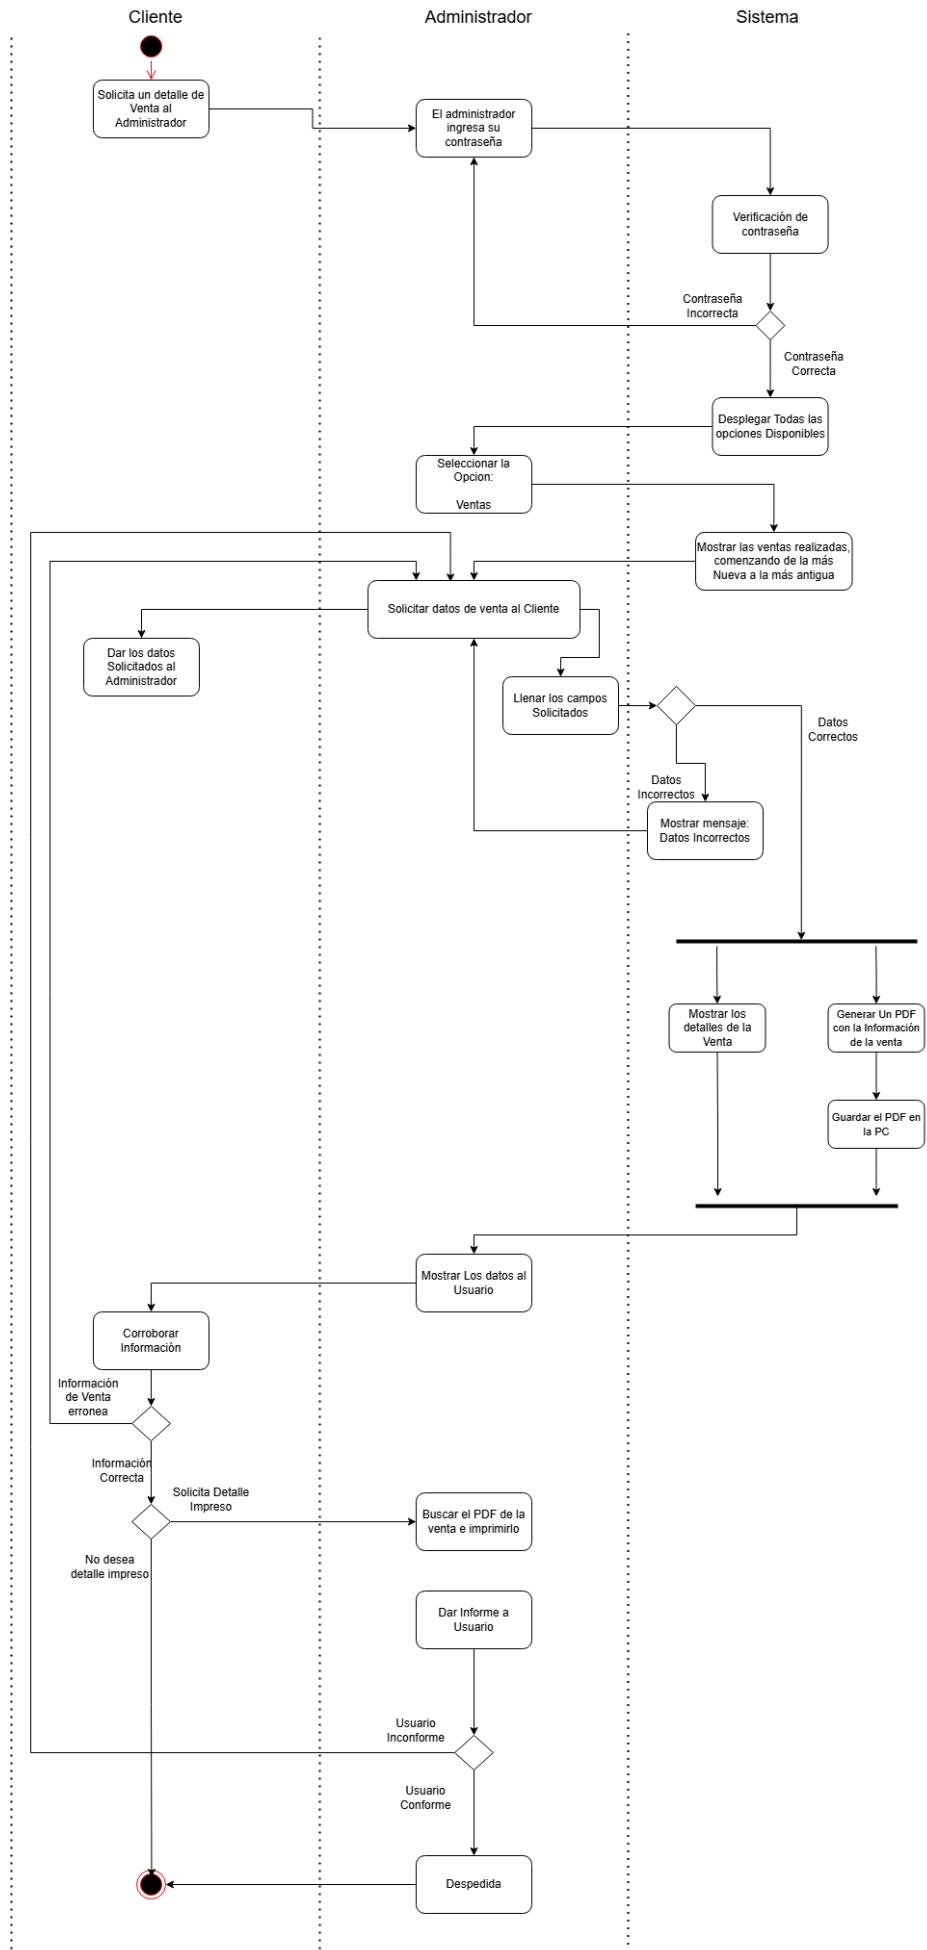 Cliente
Administrador
Sistema
Solicita un detalle de
Venta al
Administrador
El administrador
ingresa su
contraseña
Verificación de
contraseña
Contraseña
Incorrecta
Contraseña
Correcta
Desplegar Todas las
opciones Disponibles
Seleccionar la
Opcion:
Ventas
Mostrar las ventas realizadas,
comenzando de la más
Nueva a la más antigua
Solicitar datos de venta al Cliente
Dar los datos
Solicitados al
Administrador
Llenar los campos
Solicitados
Datos
Correctos
Datos
Incorrectos
Mostrar mensaje:
Datos Incorrectos
Mostrar los
detalles de la
Venta
Generar Un PDF
con la Información
de la venta
Guardar el PDF en
la PC
Mostrar Los datos al
Usuario
Corroborar
Información
Información
de Venta
erronea
Información
Correcta
Solicita Detalle
Impreso
Buscar el PDF de la
venta e imprimirlo
No desea
detalle impreso
Dar Informe a
Usuario
Usuario
Inconforme
Usuario
Conforme
Despedida